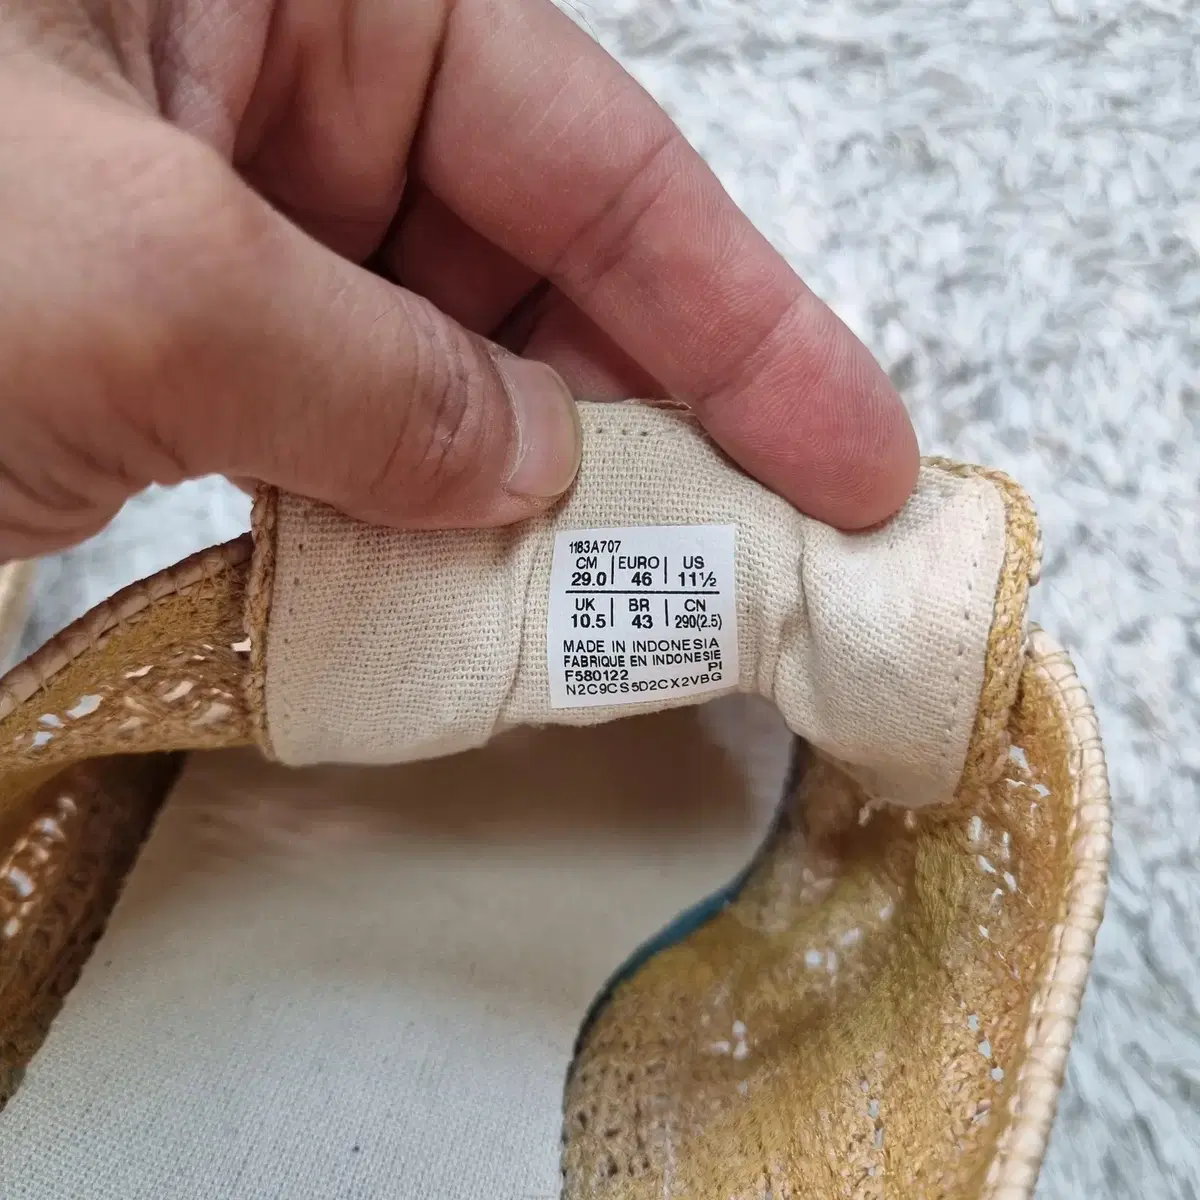 1183A707
CM EURO US
29.0 46 11½
UK BR CN
10.5 43 290(2.5)
MADE IN INDONESIA
FABRIQUE EN INDONESIE
F580122 PI
N2C9CS5D2CX2VBG